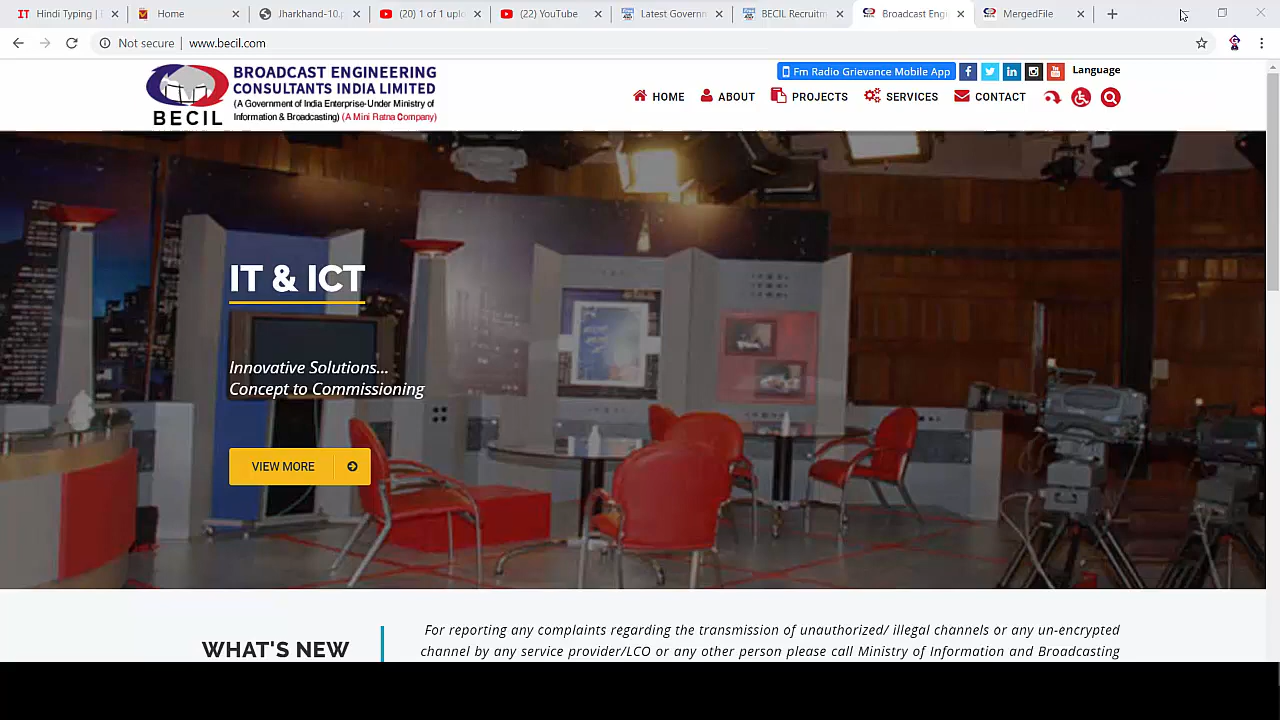 Hindi Typing | E
Home
Jharkhand-10.p
(20) 1 of 1 uplo
(22) YouTube
Latest Governm
BECIL Recruitm
Broadcast Engi
MergedFile
Not secure | www.becil.com
BROADCAST ENGINEERING
CONSULTANTS INDIA LIMITED
(A Government of India Enterprise-Under Ministry of
Information & Broadcasting) (A Mini Ratna Company)
BECIL
Fm Radio Grievance Mobile App
Language
HOME
ABOUT
PROJECTS
SERVICES
CONTACT
IT & ICT
Innovative Solutions...
Concept to Commissioning
VIEW MORE
WHAT'S NEW
For reporting any complaints regarding the transmission of unauthorized/ illegal channels or any un-encrypted
channel by any service provider/LCO or any other person please call Ministry of Information and Broadcasting